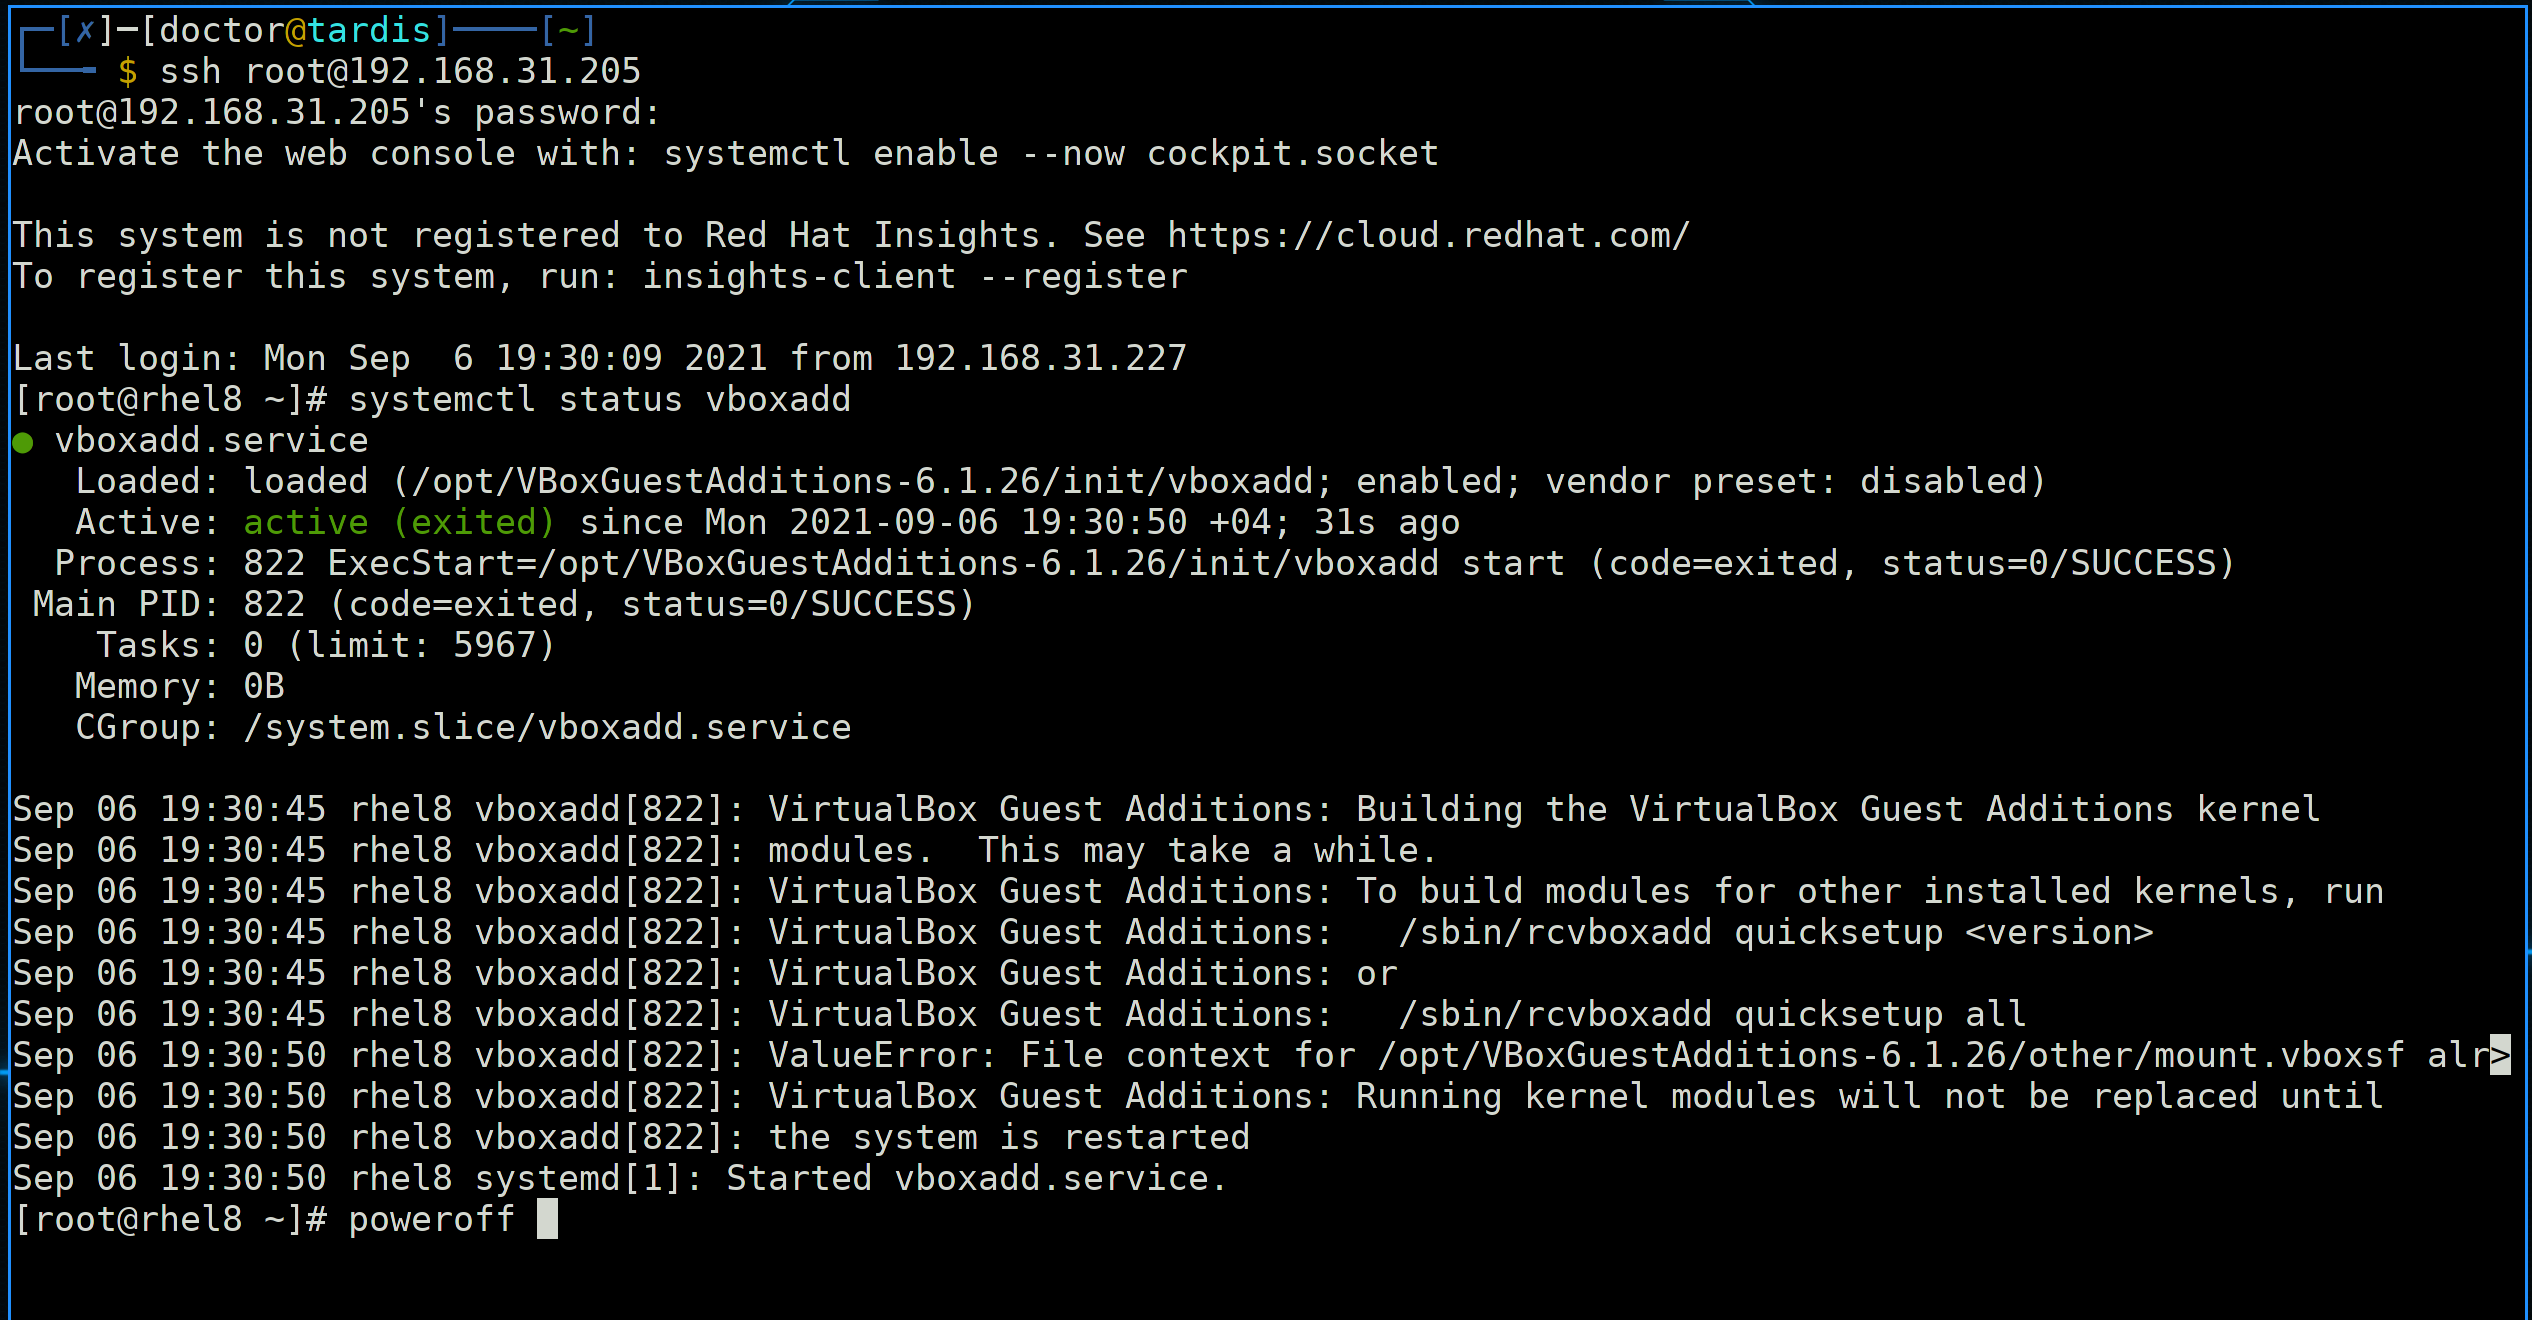 ┌─[✗]─[doctor@tardis]────[~]
└──╼ $ ssh root@192.168.31.205
root@192.168.31.205's password:
Activate the web console with: systemctl enable --now cockpit.socket

This system is not registered to Red Hat Insights. See https://cloud.redhat.com/
To register this system, run: insights-client --register

Last login: Mon Sep  6 19:30:09 2021 from 192.168.31.227
[root@rhel8 ~]# systemctl status vboxadd
● vboxadd.service
   Loaded: loaded (/opt/VBoxGuestAdditions-6.1.26/init/vboxadd; enabled; vendor preset: disabled)
   Active: active (exited) since Mon 2021-09-06 19:30:50 +04; 31s ago
  Process: 822 ExecStart=/opt/VBoxGuestAdditions-6.1.26/init/vboxadd start (code=exited, status=0/SUCCESS)
 Main PID: 822 (code=exited, status=0/SUCCESS)
    Tasks: 0 (limit: 5967)
   Memory: 0B
   CGroup: /system.slice/vboxadd.service

Sep 06 19:30:45 rhel8 vboxadd[822]: VirtualBox Guest Additions: Building the VirtualBox Guest Additions kernel
Sep 06 19:30:45 rhel8 vboxadd[822]: modules.  This may take a while.
Sep 06 19:30:45 rhel8 vboxadd[822]: VirtualBox Guest Additions: To build modules for other installed kernels, run
Sep 06 19:30:45 rhel8 vboxadd[822]: VirtualBox Guest Additions:   /sbin/rcvboxadd quicksetup <version>
Sep 06 19:30:45 rhel8 vboxadd[822]: VirtualBox Guest Additions: or
Sep 06 19:30:45 rhel8 vboxadd[822]: VirtualBox Guest Additions:   /sbin/rcvboxadd quicksetup all
Sep 06 19:30:50 rhel8 vboxadd[822]: ValueError: File context for /opt/VBoxGuestAdditions-6.1.26/other/mount.vboxsf alr>
Sep 06 19:30:50 rhel8 vboxadd[822]: VirtualBox Guest Additions: Running kernel modules will not be replaced until
Sep 06 19:30:50 rhel8 vboxadd[822]: the system is restarted
Sep 06 19:30:50 rhel8 systemd[1]: Started vboxadd.service.
[root@rhel8 ~]# poweroff